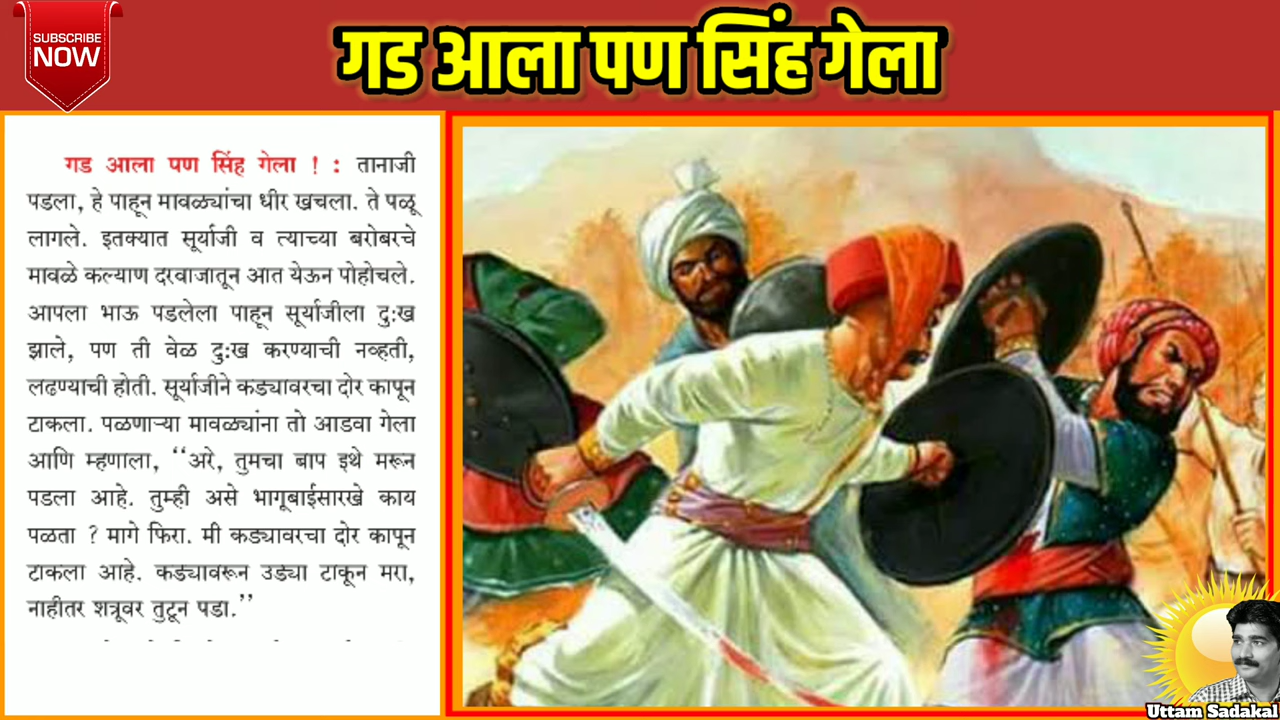 SUBSCRIBE
NOW
गड आला पण सिंह गेला
गड आला पण सिंह गेला ! : तानाजी
पडला, हे पाहून मावळ्यांचा धीर खचला. ते पळू
लागले. इतक्यात सूर्याजी व त्याच्या बरोबरचे
मावळे कल्याण दरवाजातून आत येऊन पोहोचले.
आपला भाऊ पडलेला पाहून सूर्याजीला दुःख
झाले, पण ती वेळ दुःख करण्याची नव्हती,
लढण्याची होती. सूर्याजीने कड्यावरचा दोर कापून
टाकला. पळणाऱ्या मावळ्यांना तो आडवा गेला
आणि म्हणाला, ‘‘अरे, तुमचा बाप इथे मरून
पडला आहे. तुम्ही असे भागूबाईसारखे काय
पळता ? मागे फिरा. मी कड्यावरचा दोर कापून
टाकला आहे. कड्यावरून उड्या टाकून मरा,
नाहीतर शत्रूवर तुटून पडा.’’
Uttam Sadakal